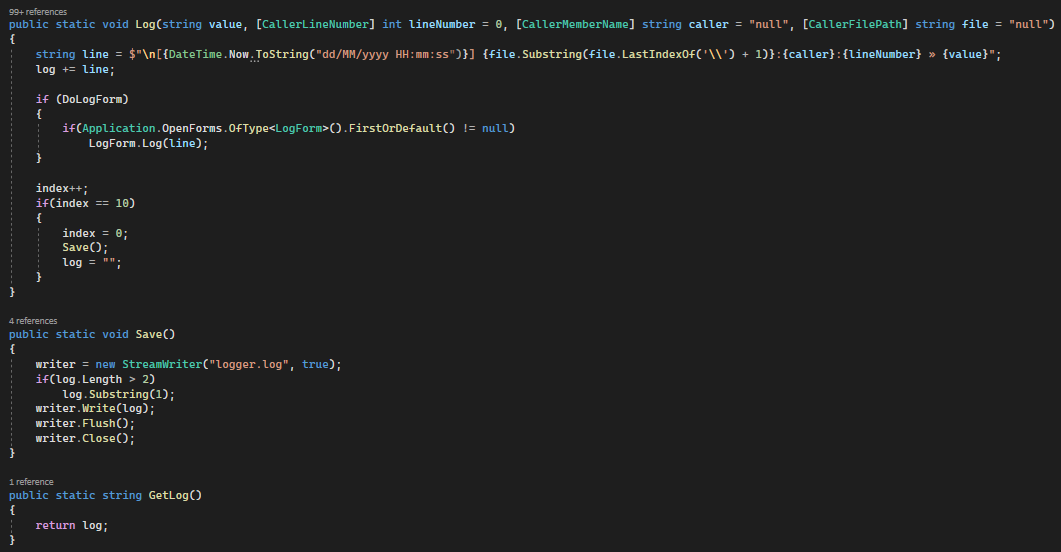 99+ references
public static void Log(string value, [CallerLineNumber] int lineNumber = 0, [CallerMemberName] string caller = "null", [CallerFilePath] string file = "null")
{
string line = $"\n[{DateTime.Now.ToString("dd/MM/yyyy HH:mm:ss")}] {file.Substring(file.LastIndexOf('\\') + 1)}:{caller}:{lineNumber} » {value}";
log += line;
if (DoLogForm)
{
if(Application.OpenForms.OfType<LogForm>().FirstOrDefault() != null)
LogForm.Log(line);
}
index++;
if(index == 10)
{
index = 0;
Save();
log = "";
}
}
4 references
public static void Save()
{
writer = new StreamWriter("logger.log", true);
if(log.Length > 2)
log.Substring(1);
writer.Write(log);
writer.Flush();
writer.Close();
}
1 reference
public static string GetLog()
{
return log;
}